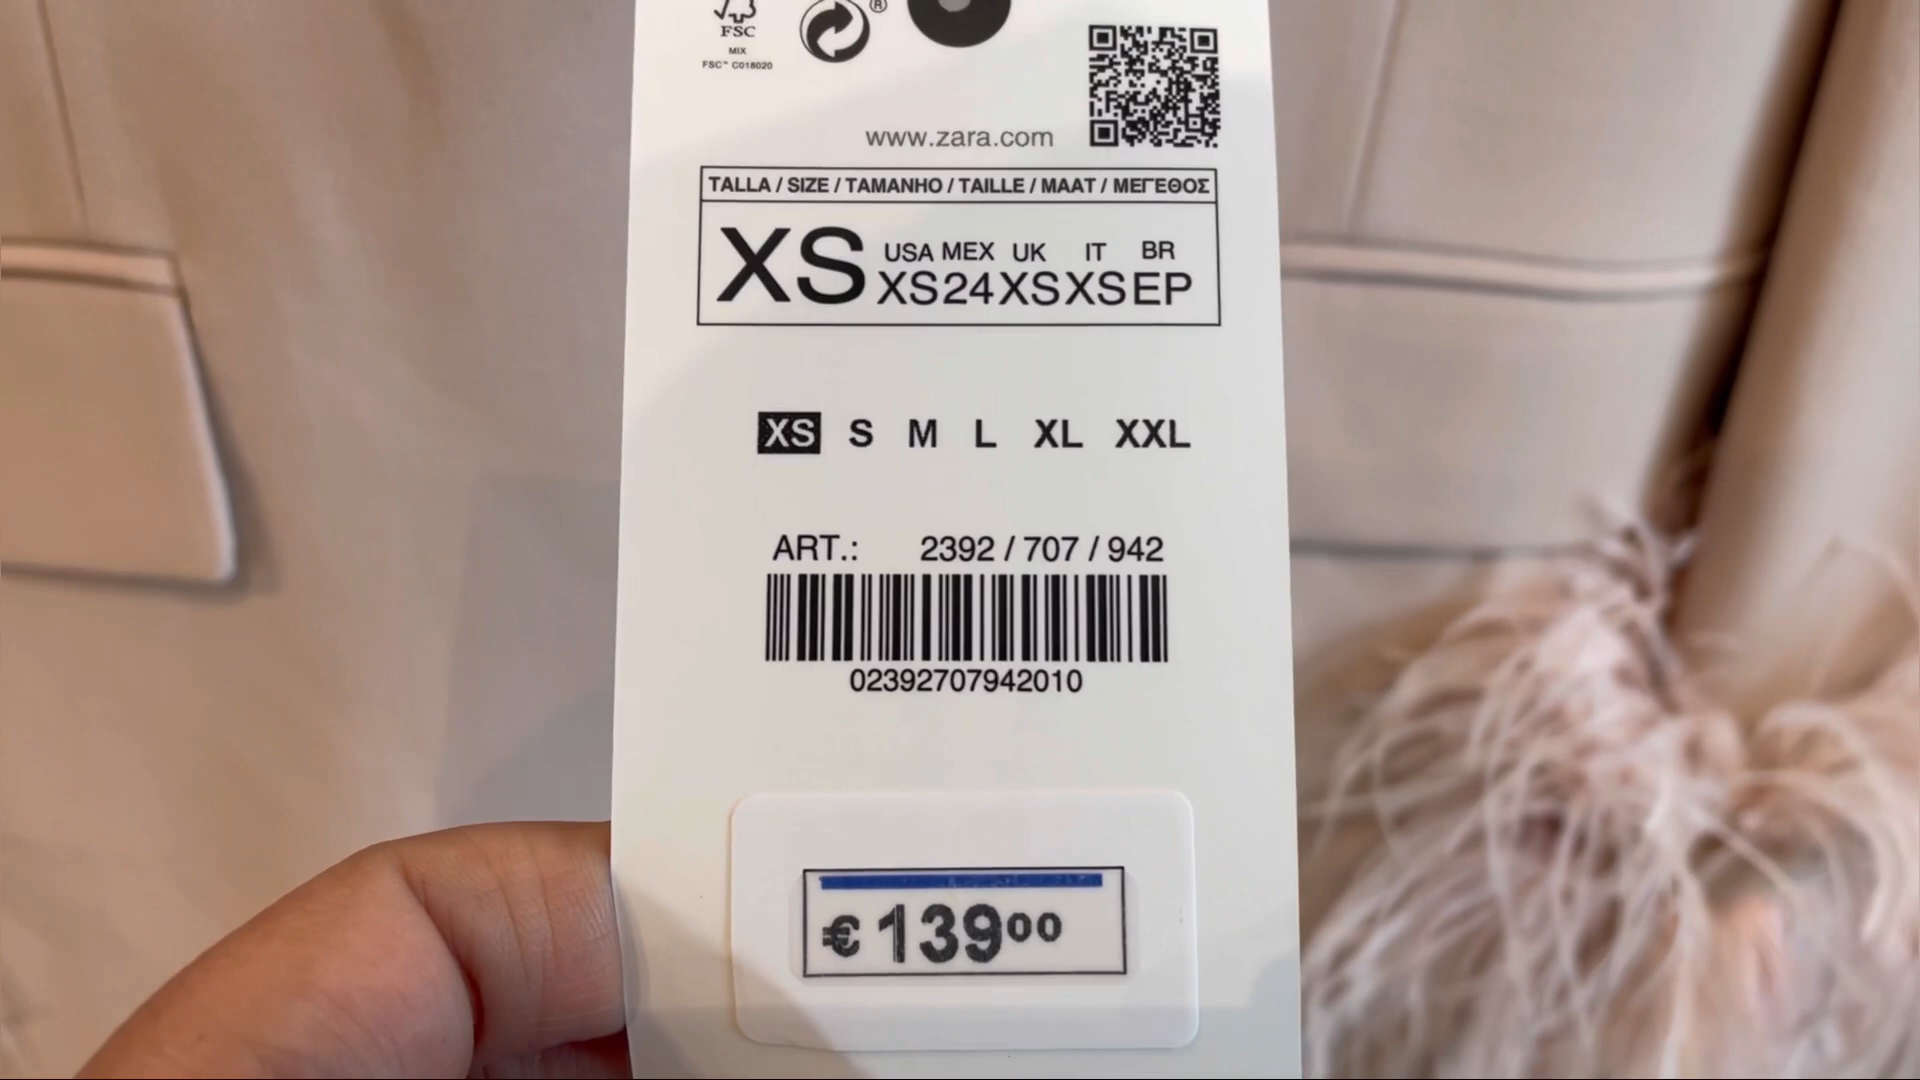 FSC
MIX
FSC™ C018020
®
www.zara.com
TALLA / SIZE / TAMANHO / TAILLE / MAAT / ΜΕΓΕΘΟΣ
XS
USA MEX UK IT BR
XS 24 XS XS EP
XS S M L XL XXL
ART.: 2392 / 707 / 942
02392707942010
€ 139⁰⁰